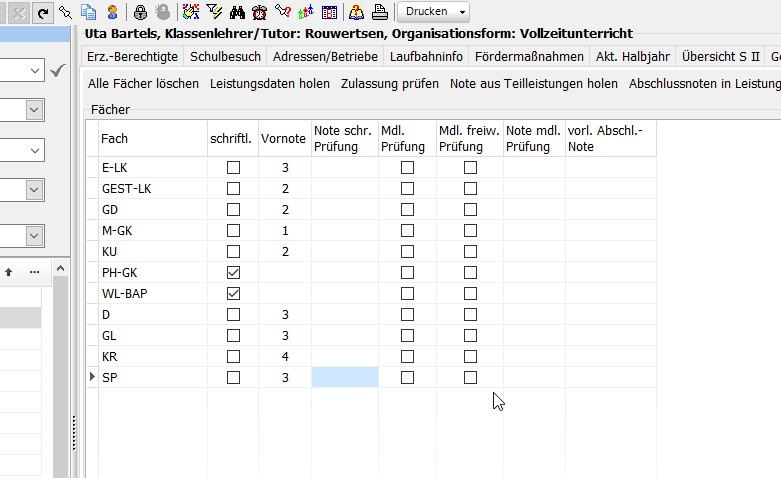 Drucken
Uta Bartels, Klassenlehrer/Tutor: Rouwertsen, Organisationsform: Vollzeitunterricht
Erz.-Berechtigte Schulbesuch Adressen/Betriebe Laufbahninfo Fördermaßnahmen Akt. Halbjahr Übersicht S II Ge
Alle Fächer löschen Leistungsdaten holen Zulassung prüfen Note aus Teilleistungen holen Abschlussnoten in Leistung
Fächer
Fach schriftl. Vornote Note schr. Prüfung Mdl. Prüfung Mdl. freiw. Prüfung Note mdl. Prüfung vorl. Abschl.-Note
E-LK 3
GEST-LK 2
GD 2
M-GK 1
KU 2
PH-GK
WL-BAP
D 3
GL 3
KR 4
SP 3